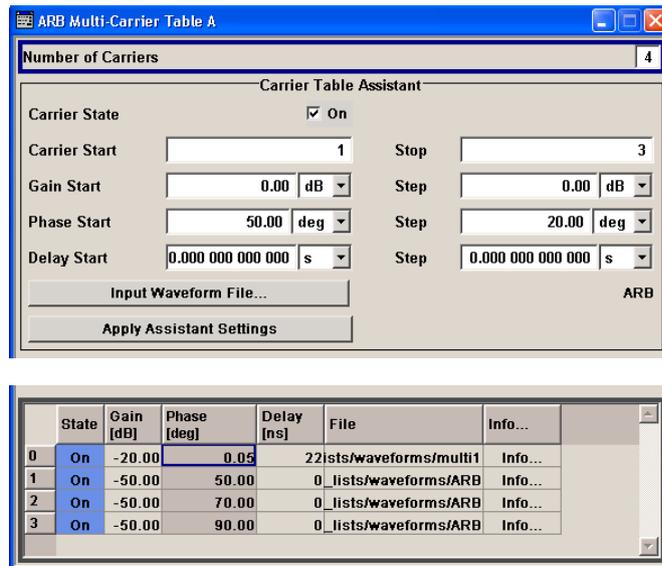 ARB Multi-Carrier Table A
Number of Carriers 4
Carrier Table Assistant
Carrier State On
Carrier Start 1 Stop 3
Gain Start 0.00 dB Step 0.00 dB
Phase Start 50.00 deg Step 20.00 deg
Delay Start 0.000 000 000 000 s Step 0.000 000 000 000 s
Input Waveform File... ARB
Apply Assistant Settings
State Gain [dB] Phase [deg] Delay [ns] File Info...
0 On -20.00 0.05 22 ists/waveforms/multi1 Info...
1 On -50.00 50.00 0 _lists/waveforms/ARB Info...
2 On -50.00 70.00 0 _lists/waveforms/ARB Info...
3 On -50.00 90.00 0 _lists/waveforms/ARB Info...